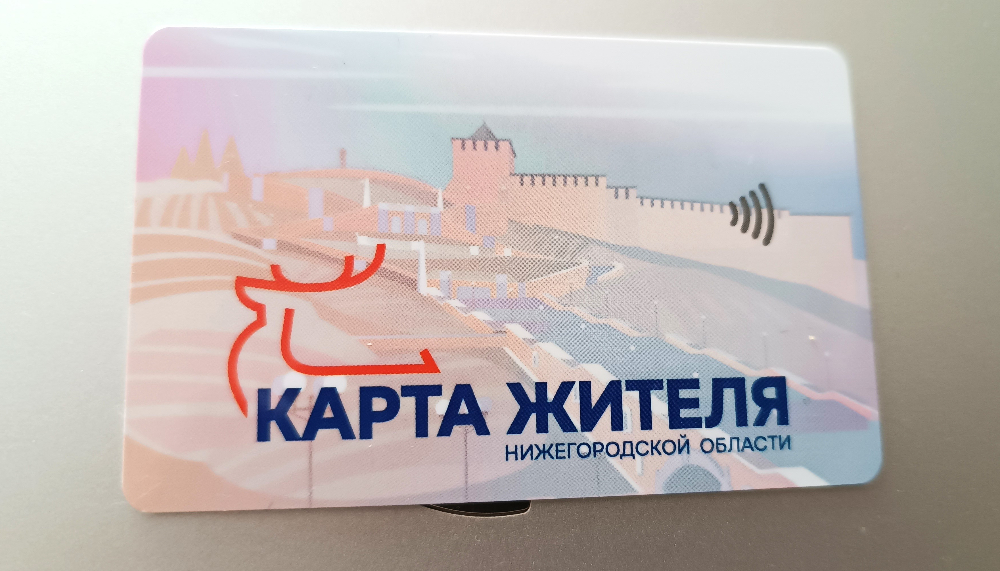 КАРТА ЖИТЕЛЯ
НИЖЕГОРОДСКОЙ ОБЛАСТИ